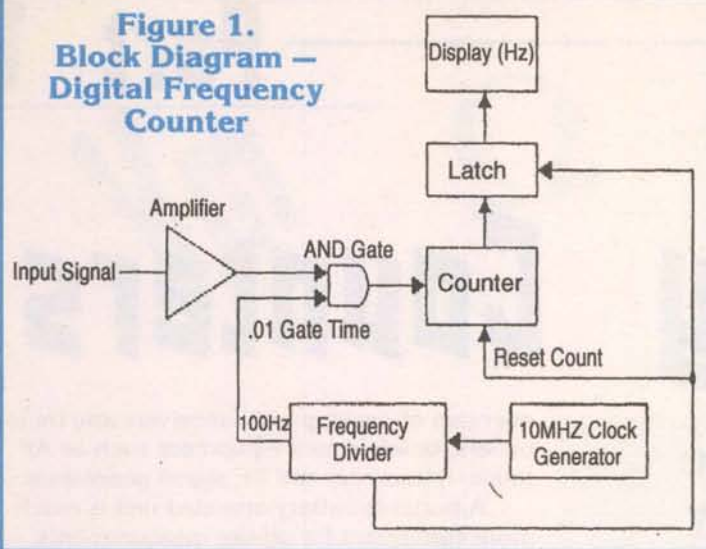 Figure 1.
Block Diagram —
Digital Frequency
Counter
Display (Hz)
Latch
Amplifier
AND Gate
Input Signal
Counter
.01 Gate Time
Reset Count
100Hz
Frequency
Divider
10MHZ Clock
Generator